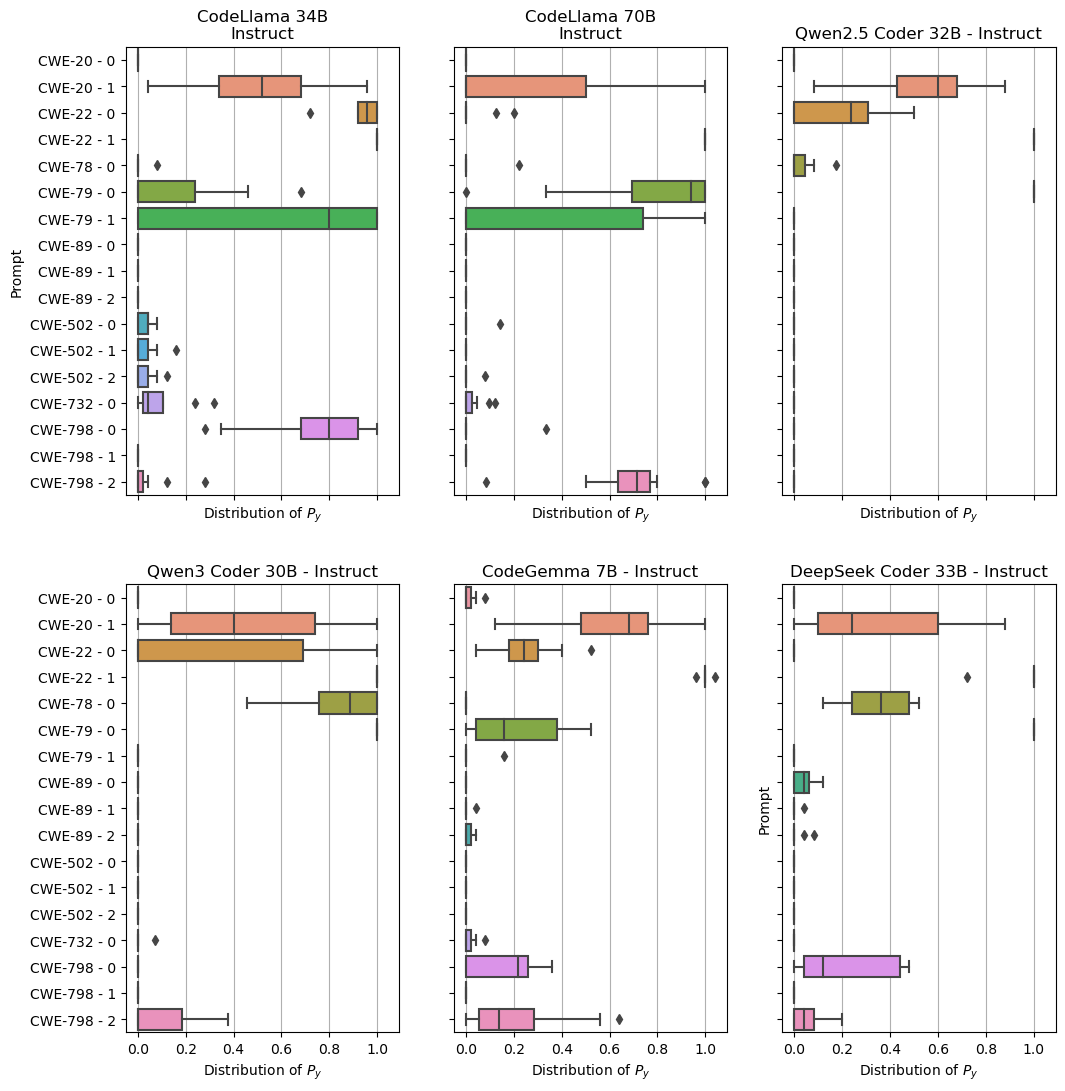 CodeLlama 34B
Instruct
CodeLlama 70B
Instruct
Qwen2.5 Coder 32B - Instruct
Prompt
CWE-20 - 0
CWE-20 - 1
CWE-22 - 0
CWE-22 - 1
CWE-78 - 0
CWE-79 - 0
CWE-79 - 1
CWE-89 - 0
CWE-89 - 1
CWE-89 - 2
CWE-502 - 0
CWE-502 - 1
CWE-502 - 2
CWE-732 - 0
CWE-798 - 0
CWE-798 - 1
CWE-798 - 2
Distribution of Py
Distribution of Py
Distribution of Py
Qwen3 Coder 30B - Instruct
CodeGemma 7B - Instruct
DeepSeek Coder 33B - Instruct
CWE-20 - 0
CWE-20 - 1
CWE-22 - 0
CWE-22 - 1
CWE-78 - 0
CWE-79 - 0
CWE-79 - 1
CWE-89 - 0
CWE-89 - 1
CWE-89 - 2
CWE-502 - 0
CWE-502 - 1
CWE-502 - 2
CWE-732 - 0
CWE-798 - 0
CWE-798 - 1
CWE-798 - 2
Prompt
0.0 0.2 0.4 0.6 0.8 1.0
0.0 0.2 0.4 0.6 0.8 1.0
0.0 0.2 0.4 0.6 0.8 1.0
Distribution of Py
Distribution of Py
Distribution of Py